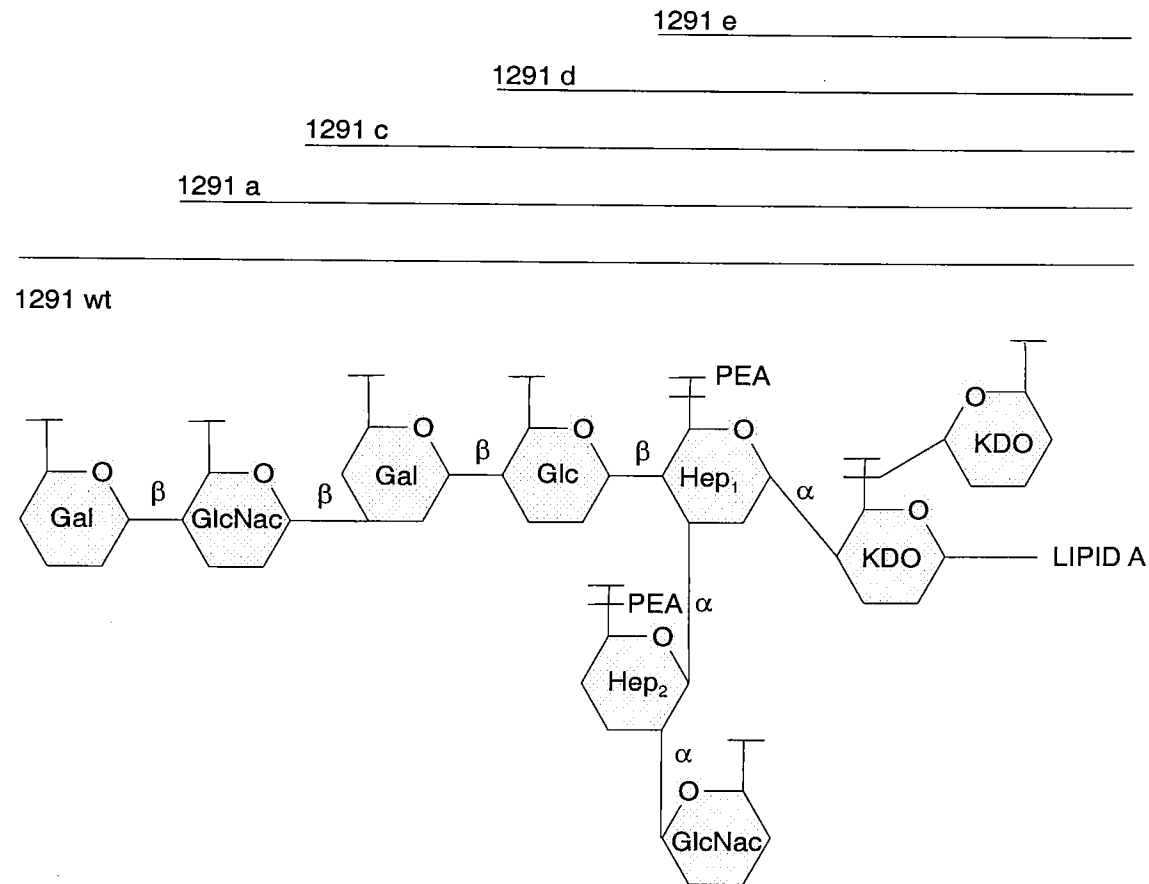 1291 e
1291 d
1291 c
1291 a
1291 wt
PEA
O
KDO
O O O O
Gal β Glc β Hep₁
O O
Gal β GlcNac β α O
KDO LIPID A
PEA α
O
Hep₂
α
O
GlcNac